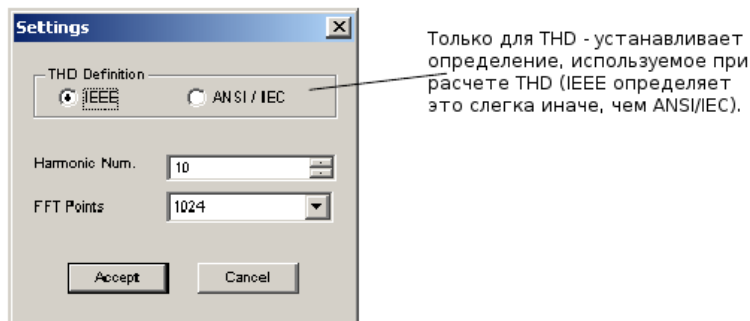 Settings
THD Definition
IEEE
ANSI / IEC
Harmonic Num.
10
FFT Points
1024
Accept
Cancel
Только для THD - устанавливает
определение, используемое при
расчете THD (IEEE определяет
это слегка иначе, чем ANSI/IEC).